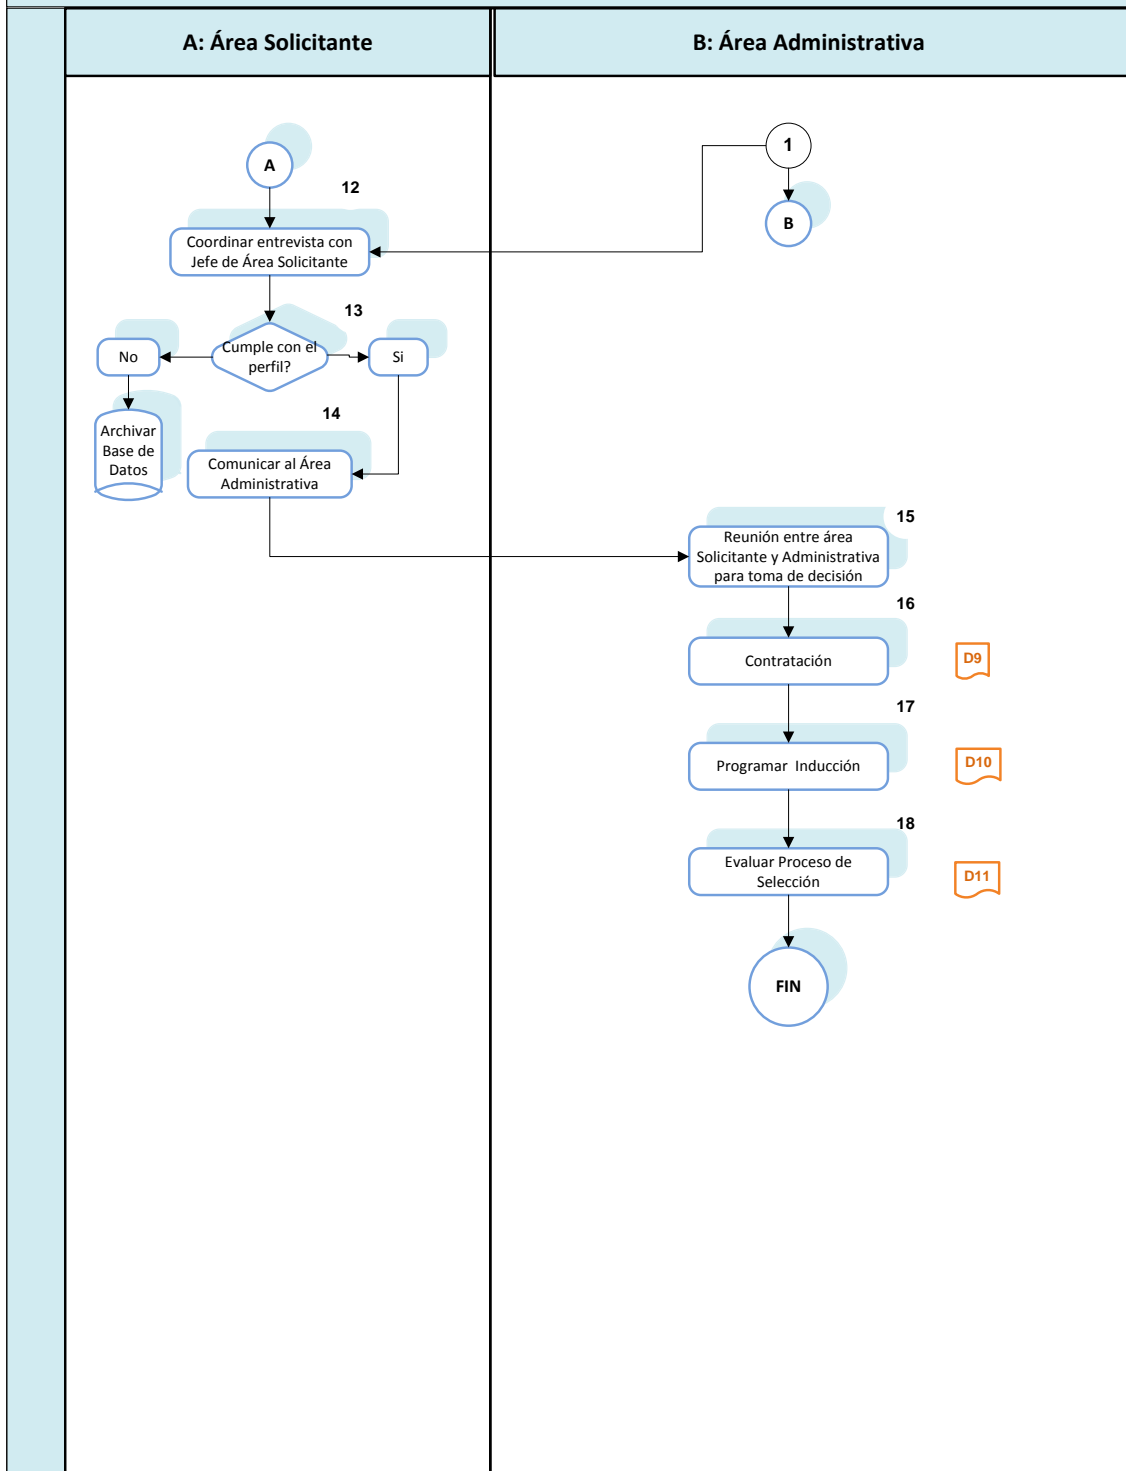 A: Área Solicitante
B: Área Administrativa
A
1
B
12
Coordinar entrevista con
Jefe de Área Solicitante
13
Cumple con el
perfil?
No
Si
Archivar
Base de
Datos
14
Comunicar al Área
Administrativa
15
Reunión entre área
Solicitante y Administrativa
para toma de decisión
16
Contratación
D9
17
Programar Inducción
D10
18
Evaluar Proceso de
Selección
D11
FIN